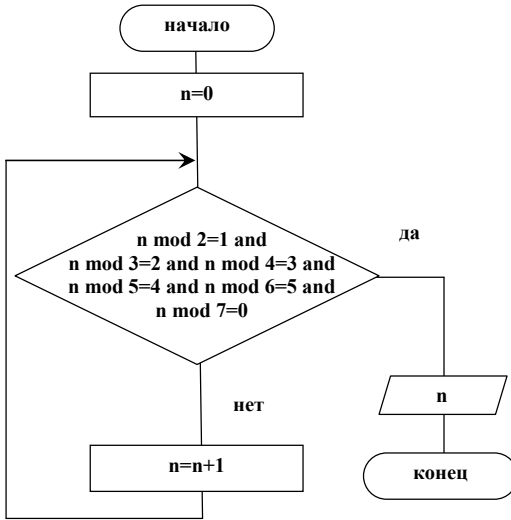 начало
n=0
n mod 2=1 and
n mod 3=2 and n mod 4=3 and
n mod 5=4 and n mod 6=5 and
n mod 7=0
да
нет
n
n=n+1
конец